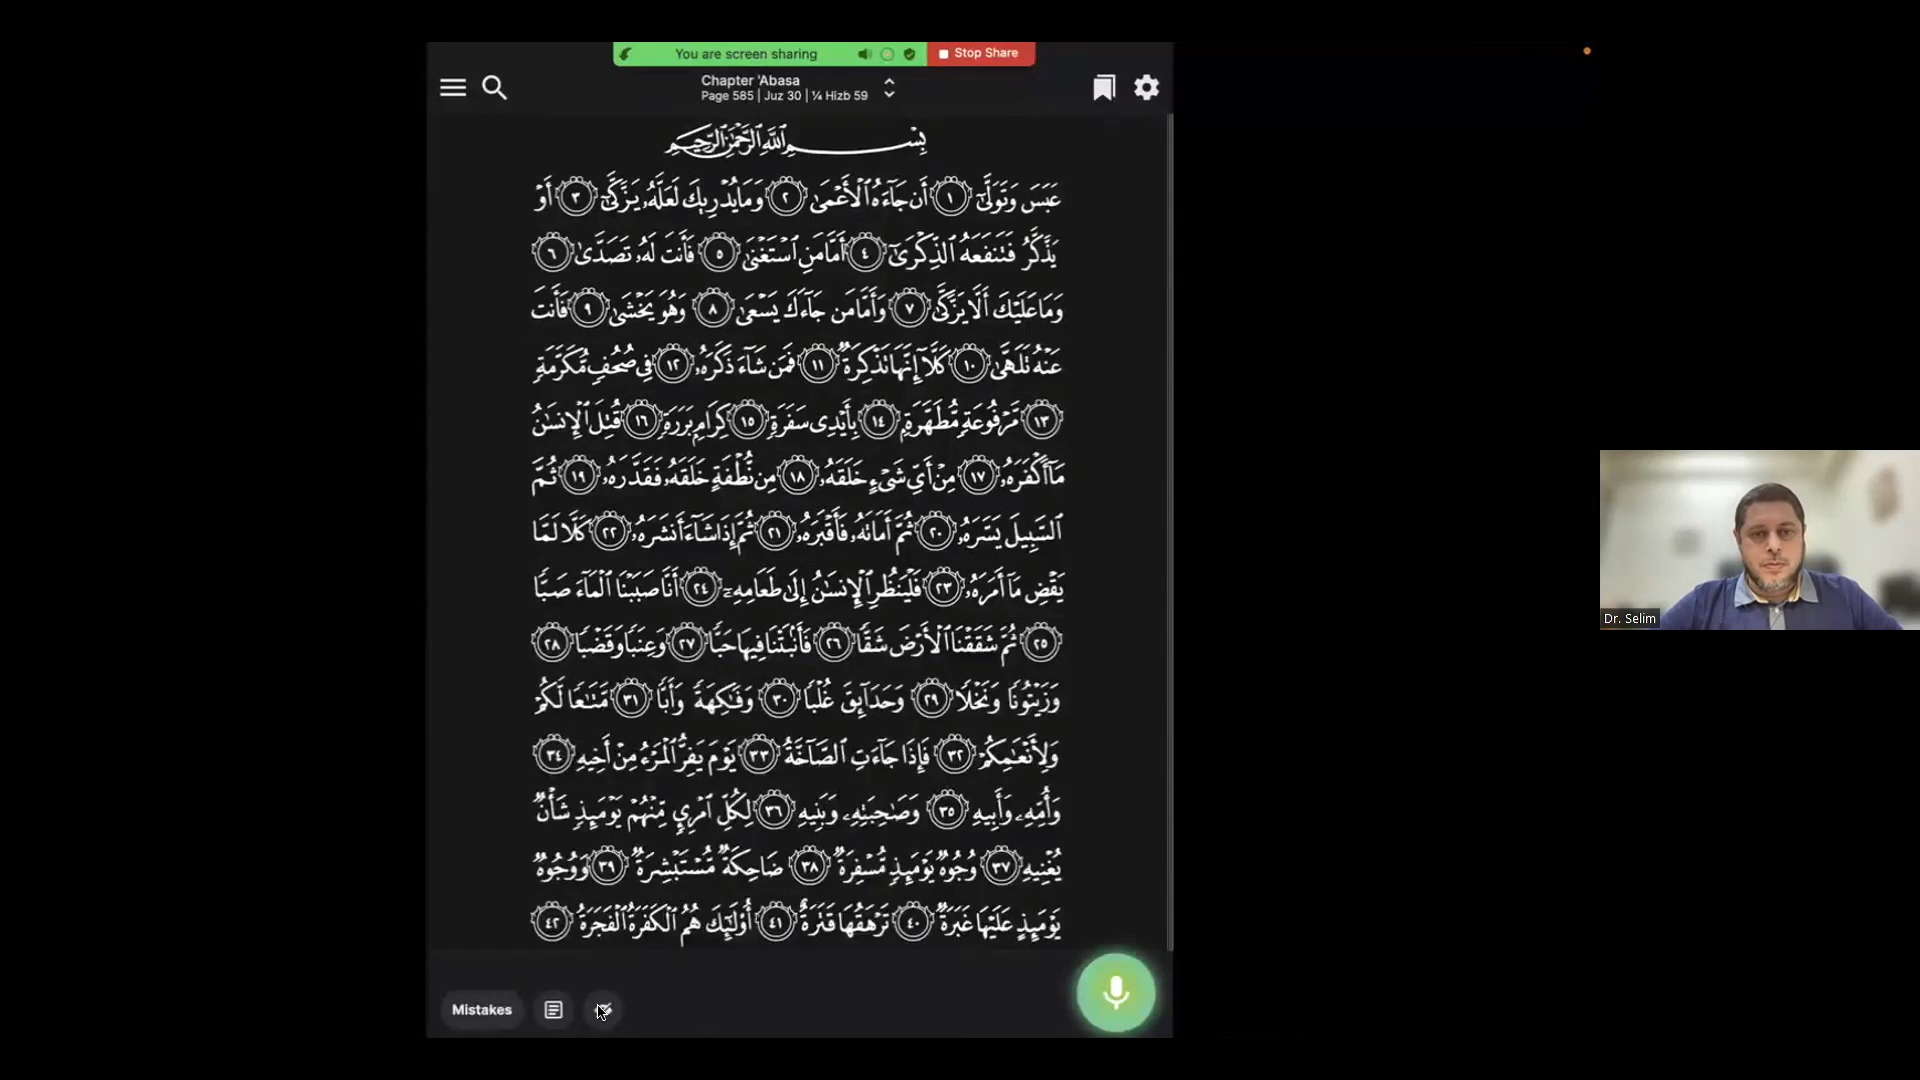 You are screen sharing
Stop Share
Chapter 'Abasa
Page 585 | Juz 30 | ¼ Hizb 59
بِسْمِ ٱللَّهِ ٱلرَّحْمَٰنِ ٱلرَّحِيمِ
عَبَسَ وَتَوَلَّىٰٓ ١ أَن جَآءَهُ ٱلْأَعْمَىٰ ٢ وَمَا يُدْرِيكَ لَعَلَّهُۥ يَزَّكَّىٰٓ ٣ أَوْ
يَذَّكَّرُ فَتَنفَعَهُ ٱلذِّكْرَىٰٓ ٤ أَمَّا مَنِ ٱسْتَغْنَىٰ ٥ فَأَنتَ لَهُۥ تَصَدَّىٰ ٦
وَمَا عَلَيْكَ أَلَّا يَزَّكَّىٰ ٧ وَأَمَّا مَن جَآءَكَ يَسْعَىٰ ٨ وَهُوَ يَخْشَىٰ ٩ فَأَنتَ
عَنْهُ تَلَهَّىٰ ١٠ كَلَّآ إِنَّهَا تَذْكِرَةٌ ١١ فَمَن شَآءَ ذَكَرَهُۥ ١٢ فِى صُحُفٍ مُّكَرَّمَةٍ
١٣ مَّرْفُوعَةٍ مُّطَهَّرَةٍۭ ١٤ بِأَيْدِى سَفَرَةٍ ١٥ كِرَامٍۭ بَرَرَةٍ ١٦ قُتِلَ ٱلْإِنسَٰنُ
مَآ أَكْفَرَهُۥ ١٧ مِنْ أَىِّ شَىْءٍ خَلَقَهُۥ ١٨ مِن نُّطْفَةٍ خَلَقَهُۥ فَقَدَّرَهُۥ ١٩ ثُمَّ
ٱلسَّبِيلَ يَسَّرَهُۥ ٢٠ ثُمَّ أَمَاتَهُۥ فَأَقْبَرَهُۥ ٢١ ثُمَّ إِذَا شَآءَ أَنشَرَهُۥ ٢٢ كَلَّا لَمَّا
يَقْضِ مَآ أَمَرَهُۥ ٢٣ فَلْيَنظُرِ ٱلْإِنسَٰنُ إِلَىٰ طَعَامِهِۦٓ ٢٤ أَنَّا صَبَبْنَا ٱلْمَآءَ صَبًّا
٢٥ ثُمَّ شَقَقْنَا ٱلْأَرْضَ شَقًّا ٢٦ فَأَنۢبَتْنَا فِيهَا حَبًّا ٢٧ وَعِنَبًا وَقَضْبًا ٢٨
وَزَيْتُونًا وَنَخْلًا ٢٩ وَحَدَآئِقَ غُلْبًا ٣٠ وَفَٰكِهَةً وَأَبًّا ٣١ مَّتَٰعًا لَّكُمْ
وَلِأَنْعَٰمِكُمْ ٣٢ فَإِذَا جَآءَتِ ٱلصَّآخَّةُ ٣٣ يَوْمَ يَفِرُّ ٱلْمَرْءُ مِنْ أَخِيهِ ٣٤
وَأُمِّهِۦ وَأَبِيهِ ٣٥ وَصَٰحِبَتِهِۦ وَبَنِيهِ ٣٦ لِكُلِّ ٱمْرِئٍ مِّنْهُمْ يَوْمَئِذٍ شَأْنٌ
يُغْنِيهِ ٣٧ وُجُوهٌ يَوْمَئِذٍ مُّسْفِرَةٌ ٣٨ ضَاحِكَةٌ مُّسْتَبْشِرَةٌ ٣٩ وَوُجُوهٌ
يَوْمَئِذٍ عَلَيْهَا غَبَرَةٌ ٤٠ تَرْهَقُهَا قَتَرَةٌ ٤١ أُو۟لَٰٓئِكَ هُمُ ٱلْكَفَرَةُ ٱلْفَجَرَةُ ٤٢
Mistakes
Dr. Selim